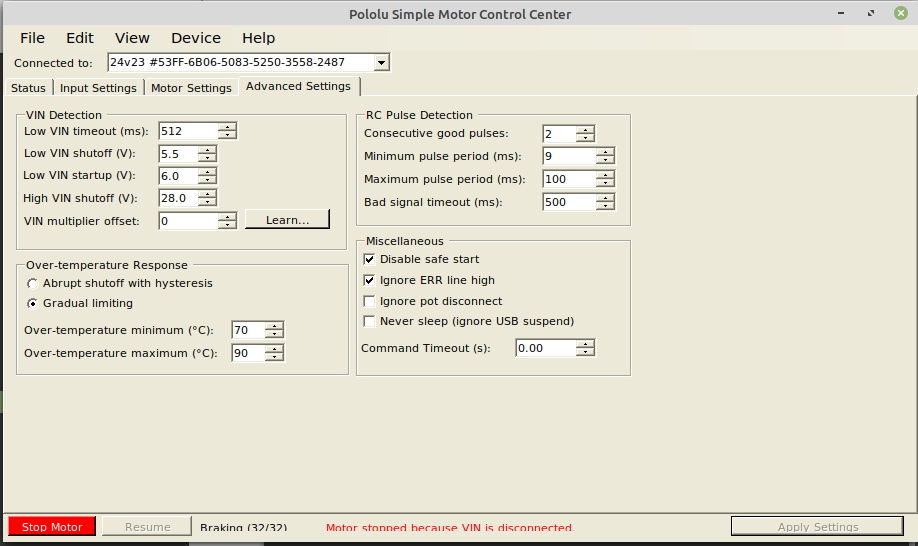 Pololu Simple Motor Control Center
File Edit View Device Help
Connected to: 24v23 #53FF-6B06-5083-5250-3558-2487
Status Input Settings Motor Settings Advanced Settings
VIN Detection
Low VIN timeout (ms): 512
Low VIN shutoff (V): 5.5
Low VIN startup (V): 6.0
High VIN shutoff (V): 28.0
VIN multiplier offset: 0 Learn...
Over-temperature Response
Abrupt shutoff with hysteresis
Gradual limiting
Over-temperature minimum (°C): 70
Over-temperature maximum (°C): 90
RC Pulse Detection
Consecutive good pulses: 2
Minimum pulse period (ms): 9
Maximum pulse period (ms): 100
Bad signal timeout (ms): 500
Miscellaneous
Disable safe start
Ignore ERR line high
Ignore pot disconnect
Never sleep (ignore USB suspend)
Command Timeout (s): 0.00
Stop Motor Resume Braking (32/32) Motor stopped because VIN is disconnected. Apply Settings